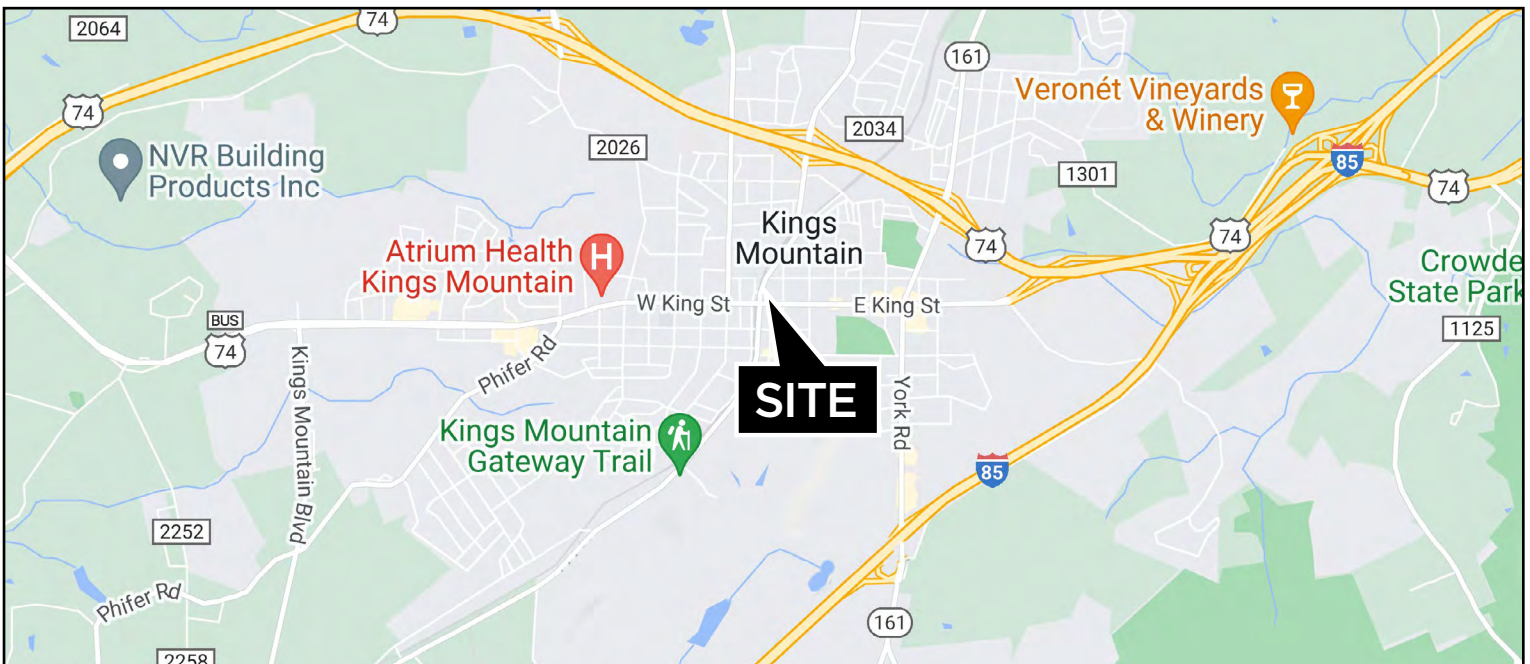 2064
74
161
74
Veronét Vineyards
& Winery
2034
2026
NVR Building
Products Inc
85
1301
74
Kings
Mountain
74
74
Atrium Health
Kings Mountain
H
Crowde
State Park
W King St
E King St
BUS
74
1125
Phifer Rd
Kings Mountain Blvd
SITE
York Rd
Kings Mountain
Gateway Trail
85
2252
Phifer Rd
161
2258